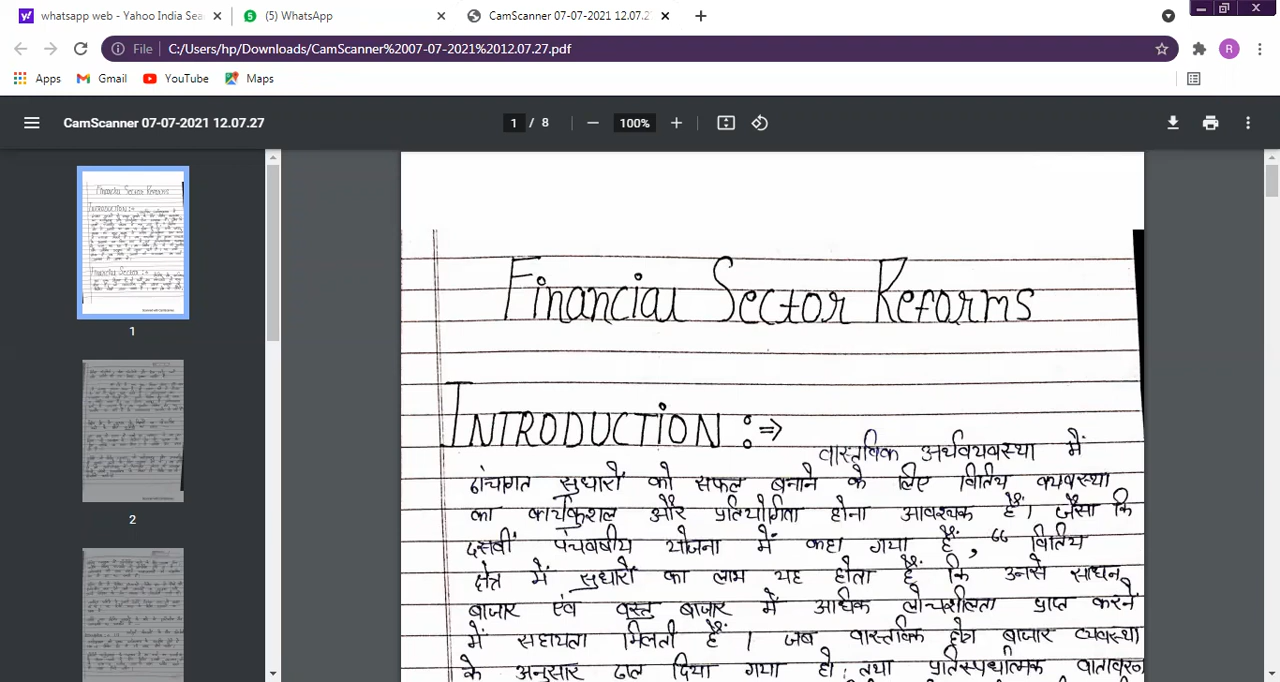 whatsapp web - Yahoo India Sea
(5) WhatsApp
CamScanner 07-07-2021 12.07.27
File
C:/Users/hp/Downloads/CamScanner%2007-07-2021%2012.07.27.pdf
R
Apps
Gmail
YouTube
Maps
CamScanner 07-07-2021 12.07.27
1 / 8
100%
1
2
Financial Sector Reforms
INTRODUCTION :⇒
वास्तविक अर्थव्यवस्था में
ढांचागत सुधारों को सफल बनाने के लिए वित्तिय व्यवस्था
का कार्यकुशल और प्रतियोगिता होना आवश्यक हैं। जैसा कि
दसवीं पंचवर्षीय योजना में कहा गया हैं, “ वित्तिय
क्षेत्र में सुधारों का लाभ यह होता हैं कि उनसे साधन
बाजार एंव वस्तु बाजार में अधिक लोचशीलता प्राप्त करने
में सहायता मिलती हैं। जब वास्तविक क्षेत्र बाजार व्यवस्था
के अनुसार ढाल दिया गया हो; तथा प्रतिस्पर्धात्मक वातावरन